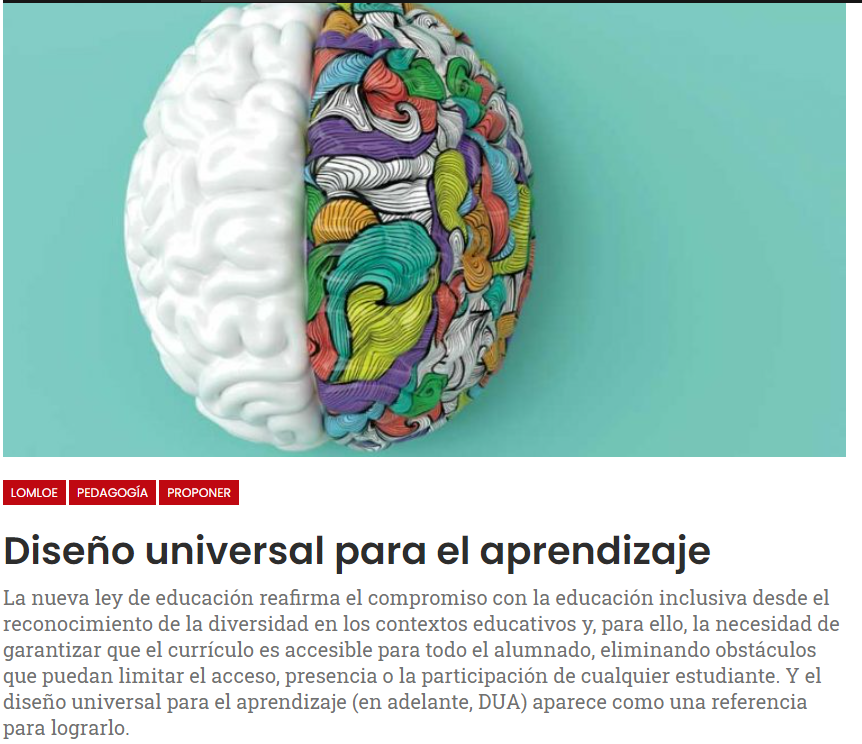 LOMLOE PEDAGOGÍA PROPONER
Diseño universal para el aprendizaje
La nueva ley de educación reafirma el compromiso con la educación inclusiva desde el
reconocimiento de la diversidad en los contextos educativos y, para ello, la necesidad de
garantizar que el currículo es accesible para todo el alumnado, eliminando obstáculos
que puedan limitar el acceso, presencia o la participación de cualquier estudiante. Y el
diseño universal para el aprendizaje (en adelante, DUA) aparece como una referencia
para lograrlo.